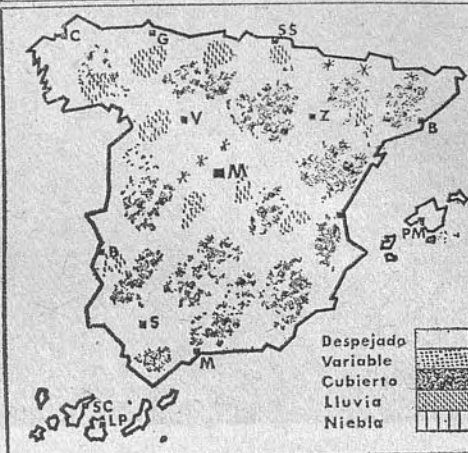 C
G
SS
V
Z
B
M
PM
B
S
M
SC
LP
Despejado
Variable
Cubierto
Lluvia
Niebla